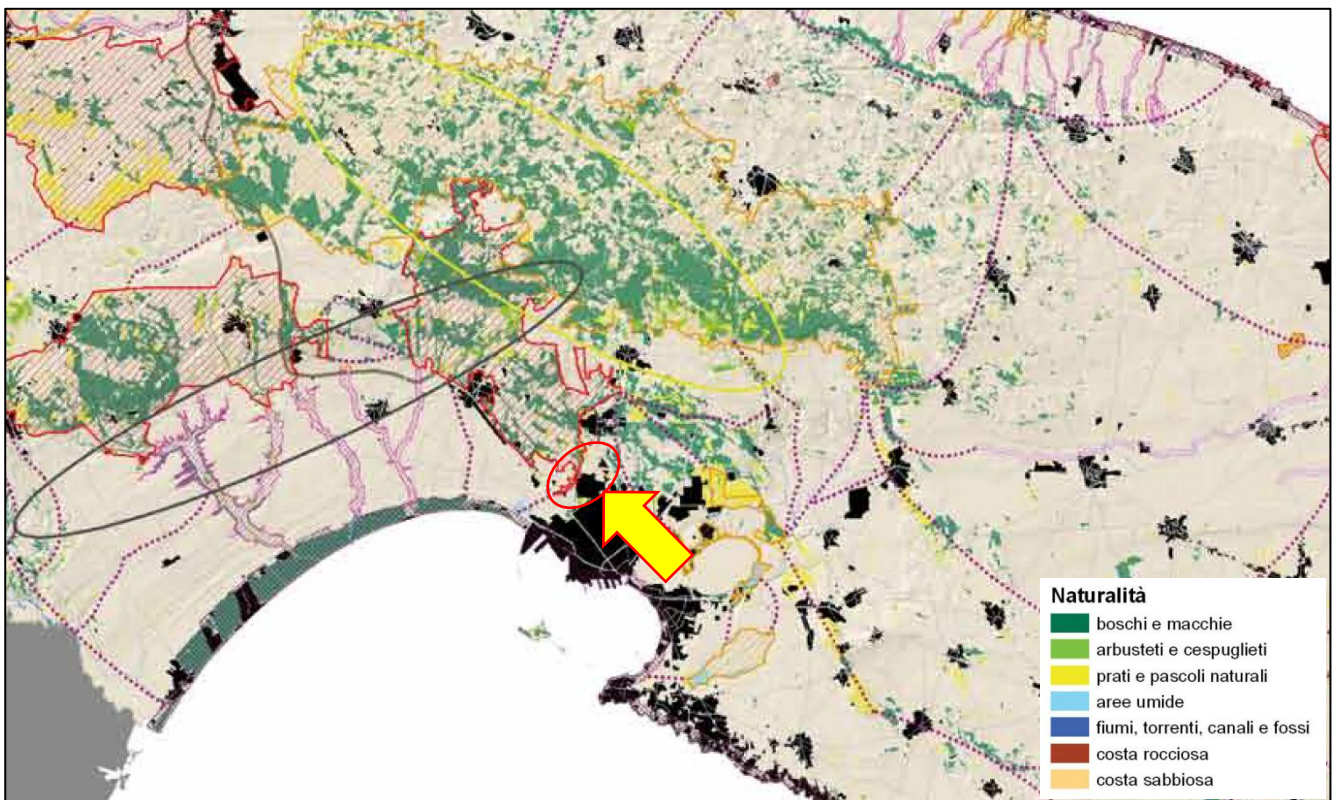 Naturalità
boschi e macchie
arbusteti e cespuglieti
prati e pascoli naturali
aree umide
fiumi, torrenti, canali e fossi
costa rocciosa
costa sabbiosa